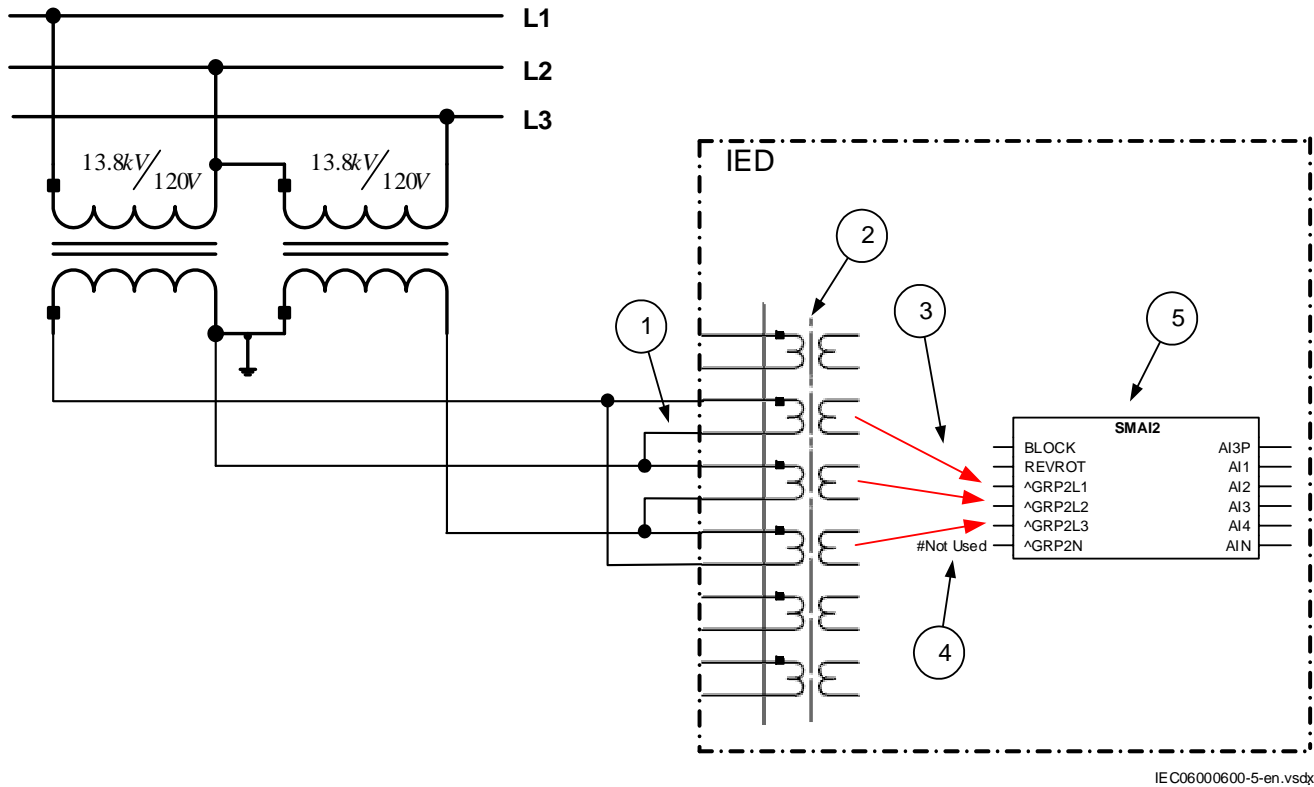 L1
L2
L3
13.8kV/120V
13.8kV/120V
IED
1
2
3
5
SMAI2
BLOCK
REVROT
^GRP2L1
^GRP2L2
^GRP2L3
#Not Used
^GRP2N
AI3P
AI1
AI2
AI3
AI4
AIN
4
IEC06000600-5-en.vsdx